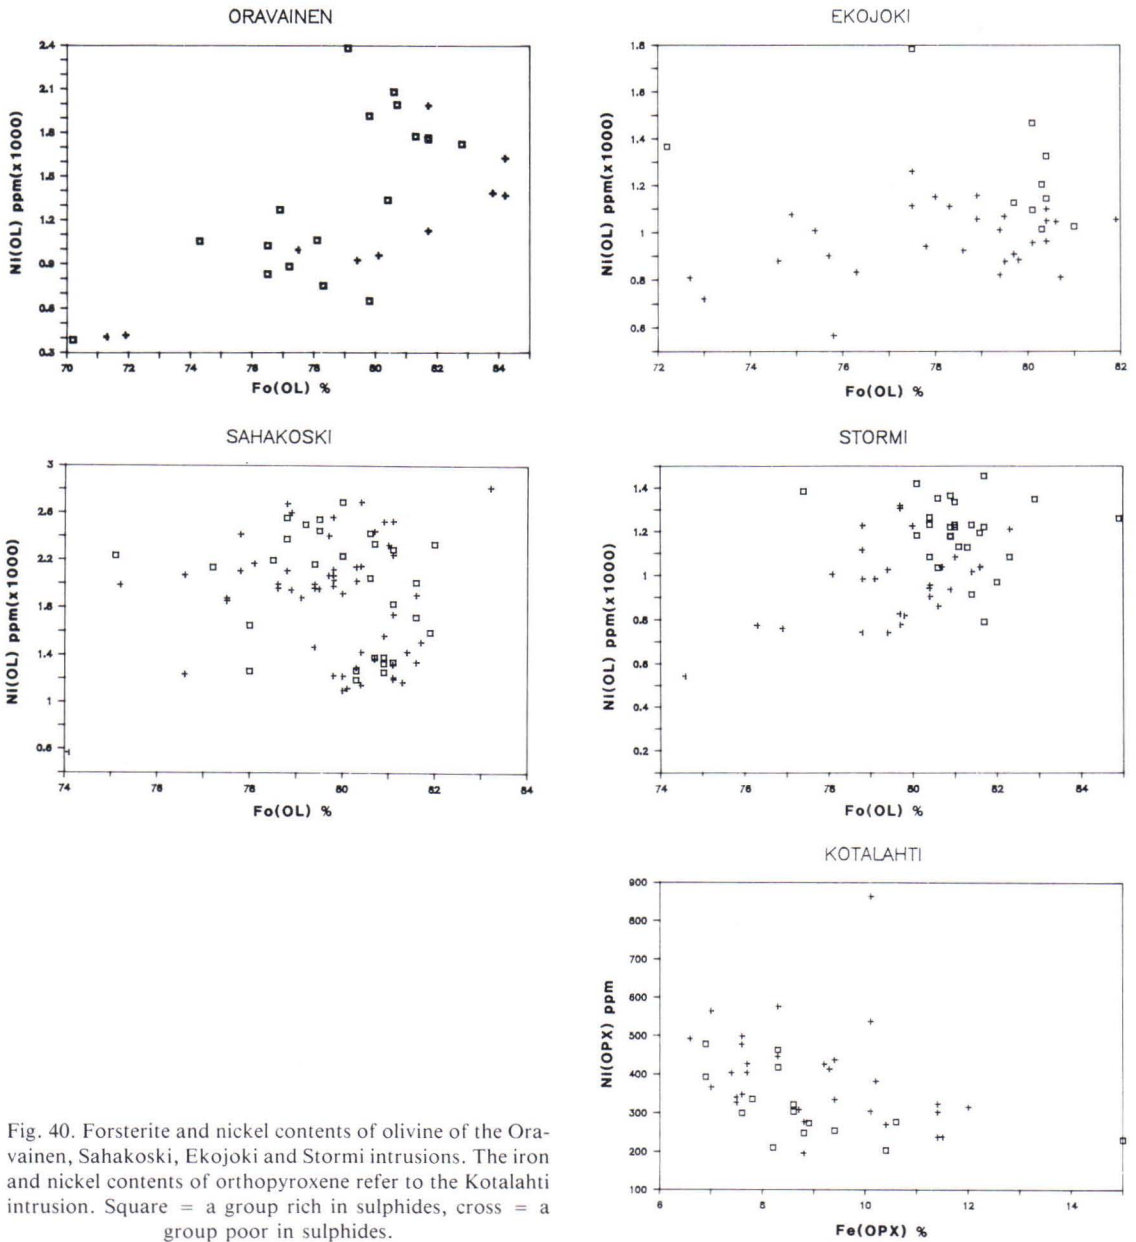 ORAVAINEN
Ni(OL) ppm(x1000)
2.4
2.1
1.8
1.5
1.2
0.9
0.6
0.3
70 72 74 76 78 80 82 84
Fo(OL) %
EKOJOKI
Ni(OL) ppm(x1000)
1.8
1.6
1.4
1.2
1
0.8
0.6
72 74 76 78 80 82
Fo(OL) %
SAHAKOSKI
Ni(OL) ppm(x1000)
3
2.6
2.2
1.8
1.4
1
0.6
74 76 78 80 82 84
Fo(OL) %
STORMI
Ni(OL) ppm(x1000)
1.4
1.2
1
0.8
0.6
0.4
0.2
74 76 78 80 82 84
Fo(OL) %
KOTALAHTI
Ni(OPX) ppm
900
800
700
600
500
400
300
200
100
6 8 10 12 14
Fe(OPX) %
Fig. 40. Forsterite and nickel contents of olivine of the Ora-
vainen, Sahakoski, Ekojoki and Stormi intrusions. The iron
and nickel contents of orthopyroxene refer to the Kotalahti
intrusion. Square = a group rich in sulphides, cross = a
group poor in sulphides.